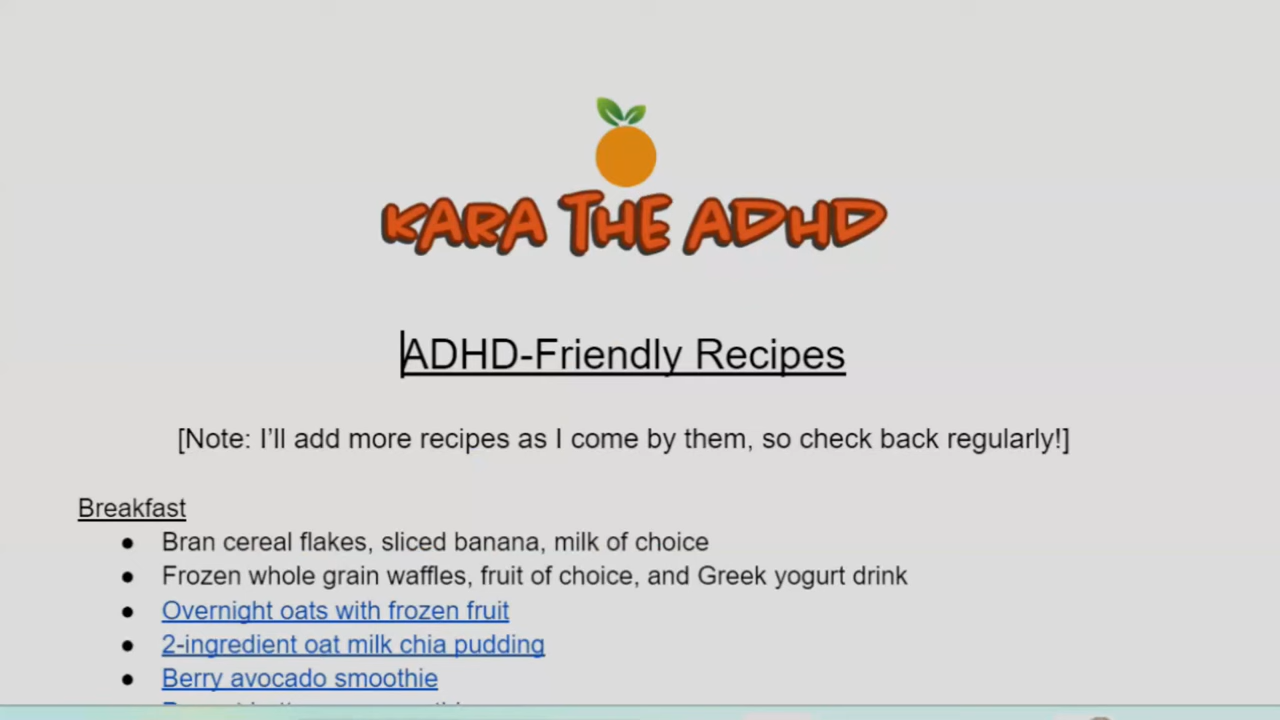 KARA THE ADHD
ADHD-Friendly Recipes
[Note: I’ll add more recipes as I come by them, so check back regularly!]
Breakfast
● Bran cereal flakes, sliced banana, milk of choice
● Frozen whole grain waffles, fruit of choice, and Greek yogurt drink
● Overnight oats with frozen fruit
● 2-ingredient oat milk chia pudding
● Berry avocado smoothie